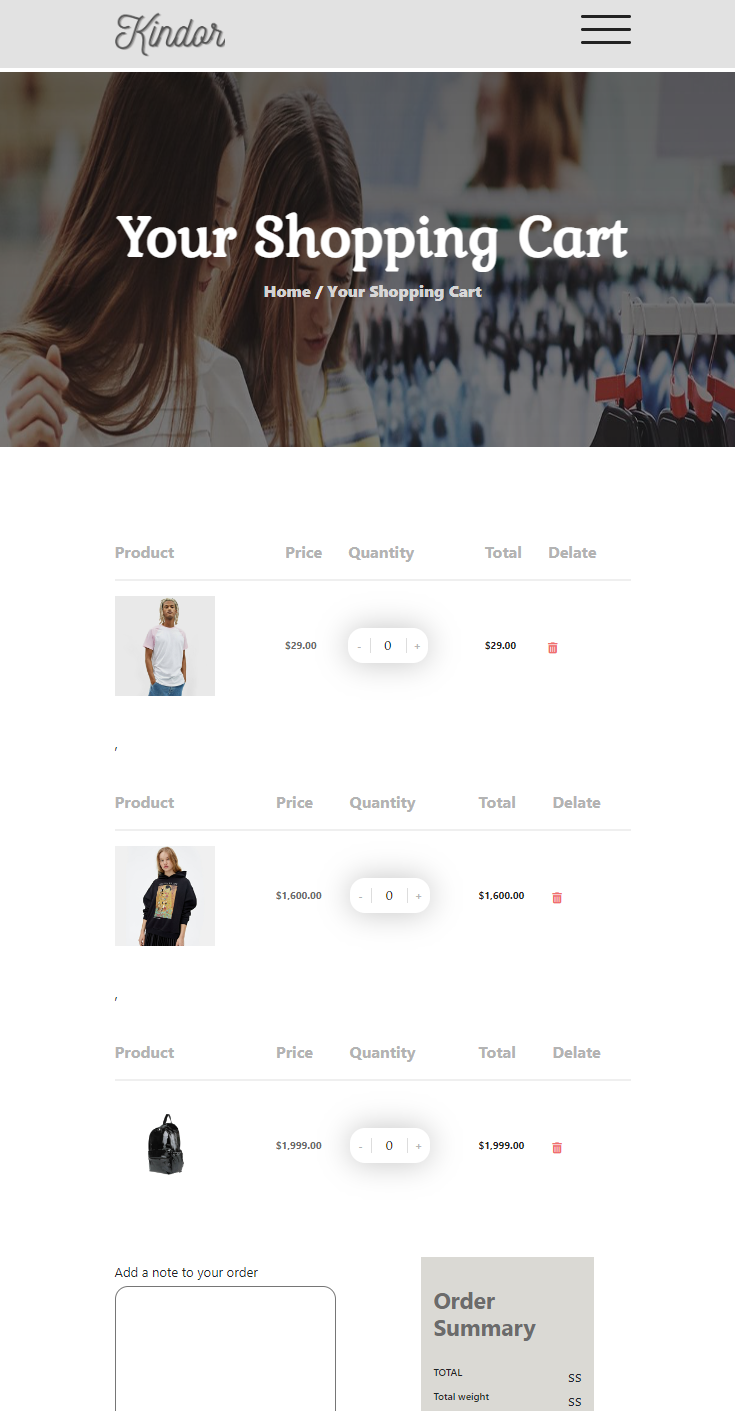 Kindor
Your Shopping Cart
Home / Your Shopping Cart
Product Price Quantity Total Delate
$29.00 - 0 + $29.00
,
Product Price Quantity Total Delate
$1,600.00 - 0 + $1,600.00
,
Product Price Quantity Total Delate
$1,999.00 - 0 + $1,999.00
Add a note to your order
Order
Summary
TOTAL SS
Total weight SS